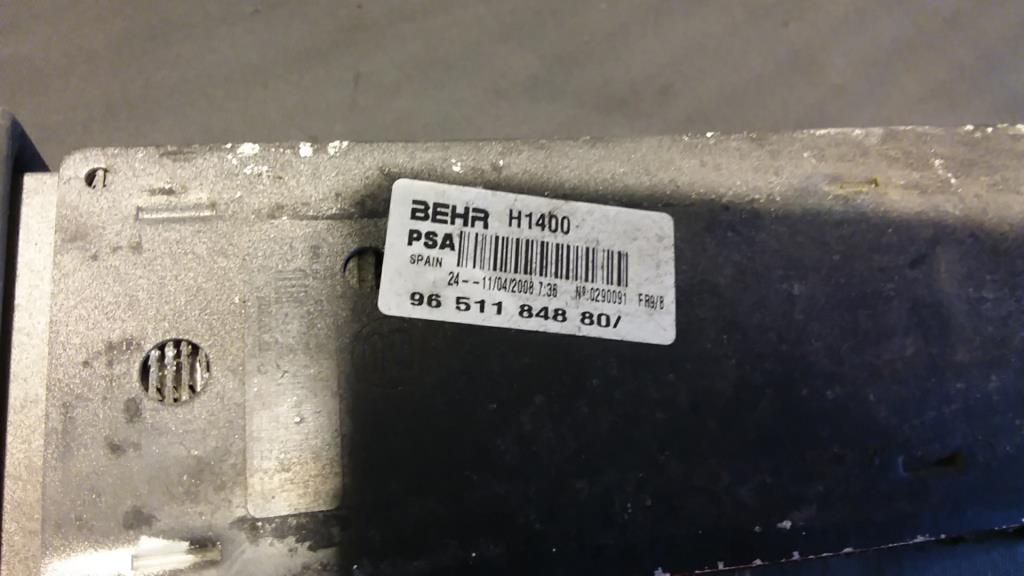 BEHR H1400
PSA
SPAIN
24--11/04/2008 7:36 Nº:0290091 FR9/8
96 511 848 80/